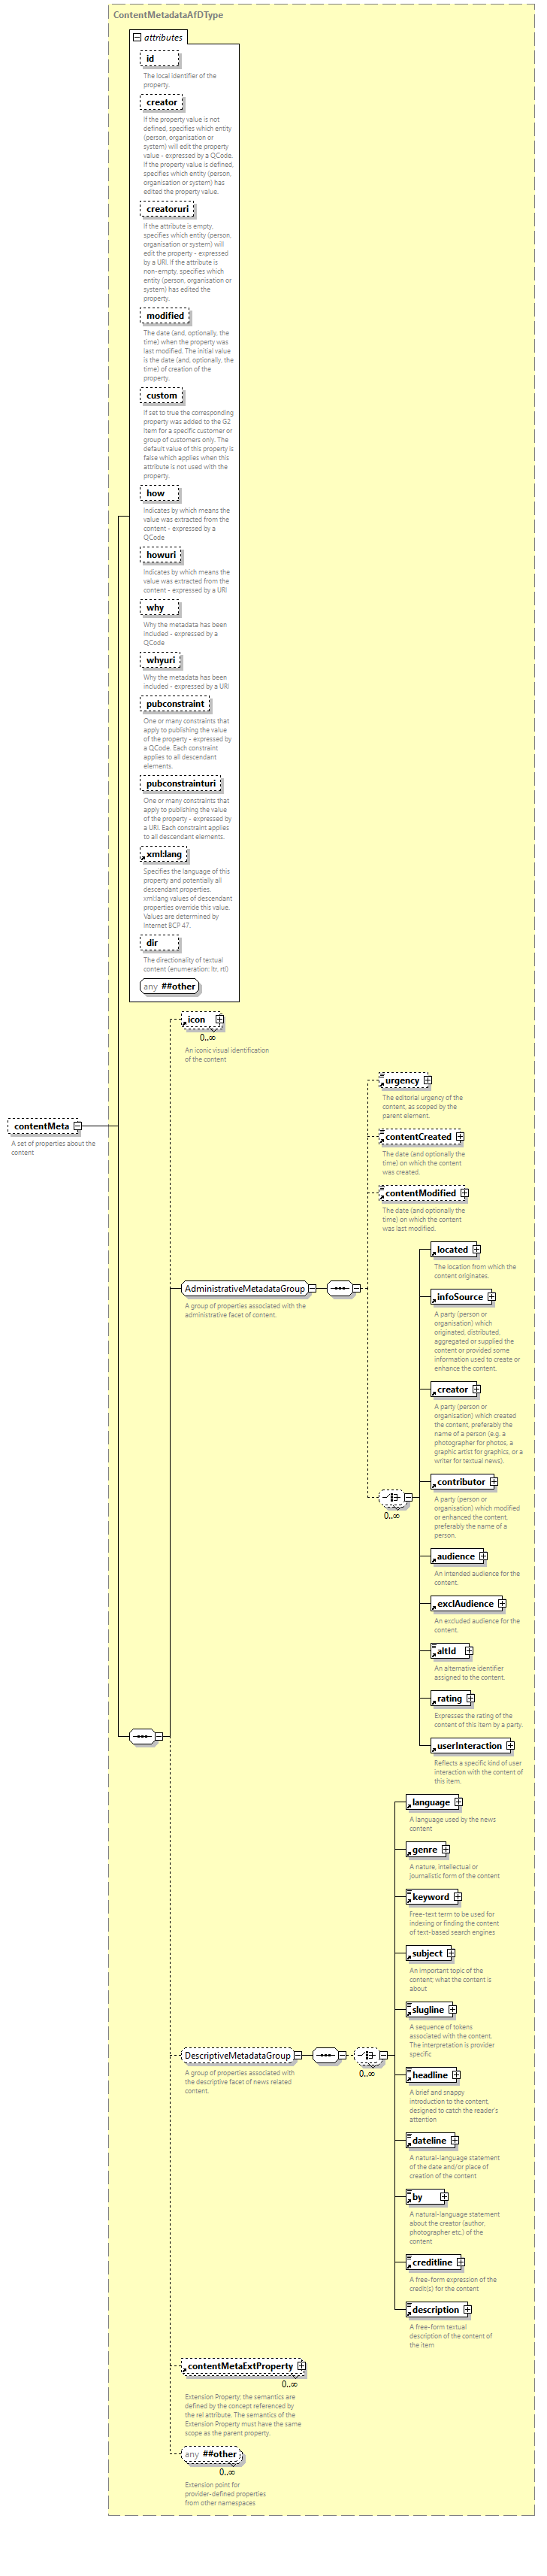 ContentMetadataAfDType
attributes
id
The local identifier of the
property.
creator
If the property value is not
defined, specifies which entity
(person, organisation or
system) will edit the property
value - expressed by a QCode.
If the property value is defined,
specifies which entity (person,
organisation or system) has
edited the property value.
creatoruri
If the attribute is empty,
specifies which entity (person,
organisation or system) will
edit the property - expressed
by a URI. If the attribute is
non-empty, specifies which
entity (person, organisation or
system) has edited the
property.
modified
The date (and, optionally, the
time) when the property was
last modified. The initial value
is the date (and, optionally, the
time) of creation of the
property.
custom
If set to true the corresponding
property was added to the G2
Item for a specific customer or
group of customers only. The
default value of this property is
false which applies when this
attribute is not used with the
property.
how
Indicates by which means the
value was extracted from the
content - expressed by a
QCode
howuri
Indicates by which means the
value was extracted from the
content - expressed by a URI
why
Why the metadata has been
included - expressed by a
QCode
whyuri
Why the metadata has been
included - expressed by a URI
pubconstraint
One or many constraints that
apply to publishing the value
of the property - expressed by
a QCode. Each constraint
applies to all descendant
elements.
pubconstrainturi
One or many constraints that
apply to publishing the value
of the property - expressed by
a URI. Each constraint applies
to all descendant elements.
xml:lang
Specifies the language of this
property and potentially all
descendant properties.
xml:lang values of descendant
properties override this value.
Values are determined by
Internet BCP 47.
dir
The directionality of textual
content (enumeration: ltr, rtl)
any ##other
icon
0..∞
An iconic visual identification
of the content
contentMeta
A set of properties about the
content
AdministrativeMetadataGroup
A group of properties associated with the
administrative facet of content.
urgency
The editorial urgency of the
content, as scoped by the
parent element.
contentCreated
The date (and optionally the
time) on which the content
was created.
contentModified
The date (and optionally the
time) on which the content
was last modified.
0..∞
located
The location from which the
content originates.
infoSource
A party (person or
organisation) which
originated, distributed,
aggregated or supplied the
content or provided some
information used to create or
enhance the content.
creator
A party (person or
organisation) which created
the content, preferably the
name of a person (e.g. a
photographer for photos, a
graphic artist for graphics, or a
writer for textual news).
contributor
A party (person or
organisation) which modified
or enhanced the content,
preferably the name of a
person.
audience
An intended audience for the
content.
exclAudience
An excluded audience for the
content.
altId
An alternative identifier
assigned to the content.
rating
Expresses the rating of the
content of this item by a party.
userInteraction
Reflects a specific kind of user
interaction with the content of
this item.
DescriptiveMetadataGroup
A group of properties associated with
the descriptive facet of news related
content.
0..∞
language
A language used by the news
content
genre
A nature, intellectual or
journalistic form of the content
keyword
Free-text term to be used for
indexing or finding the content
of text-based search engines
subject
An important topic of the
content; what the content is
about
slugline
A sequence of tokens
associated with the content.
The interpretation is provider
specific
headline
A brief and snappy
introduction to the content,
designed to catch the reader's
attention
dateline
A natural-language statement
of the date and/or place of
creation of the content
by
A natural-language statement
about the creator (author,
photographer etc.) of the
content
creditline
A free-form expression of the
credit(s) for the content
description
A free-form textual
description of the content of
the item
contentMetaExtProperty
0..∞
Extension Property: the semantics are
defined by the concept referenced by
the rel attribute. The semantics of the
Extension Property must have the same
scope as the parent property.
any ##other
0..∞
Extension point for
provider-defined properties
from other namespaces